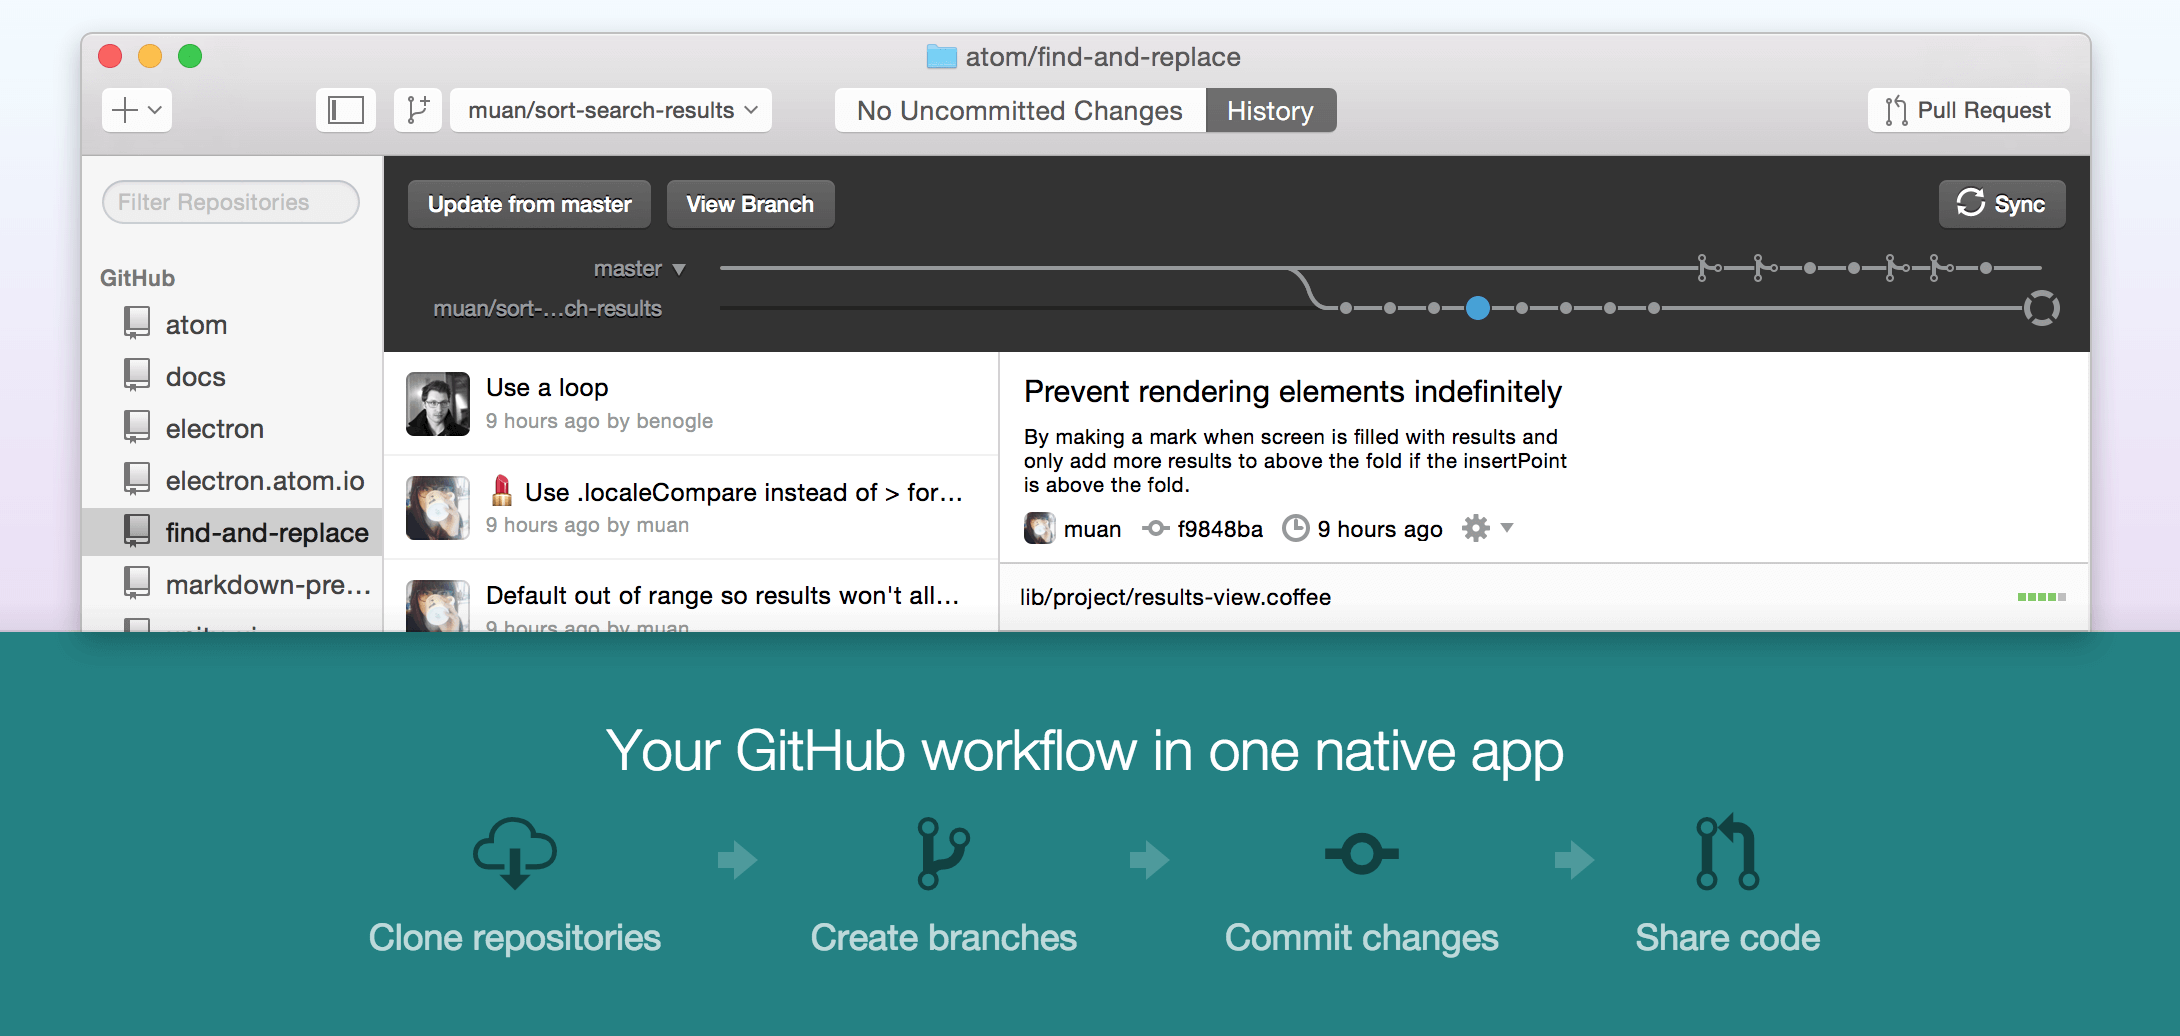 atom/find-and-replace
muan/sort-search-results
No Uncommitted Changes
History
Pull Request
Filter Repositories
Update from master
View Branch
Sync
master
muan/sort-...ch-results
GitHub
atom
docs
electron
electron.atom.io
find-and-replace
markdown-pre...
Use a loop
9 hours ago by benogle
Use .localeCompare instead of > for...
9 hours ago by muan
Default out of range so results won't all...
9 hours ago by muan
Prevent rendering elements indefinitely
By making a mark when screen is filled with results and
only add more results to above the fold if the insertPoint
is above the fold.
muan
f9848ba
9 hours ago
lib/project/results-view.coffee
Your GitHub workflow in one native app
Clone repositories
Create branches
Commit changes
Share code